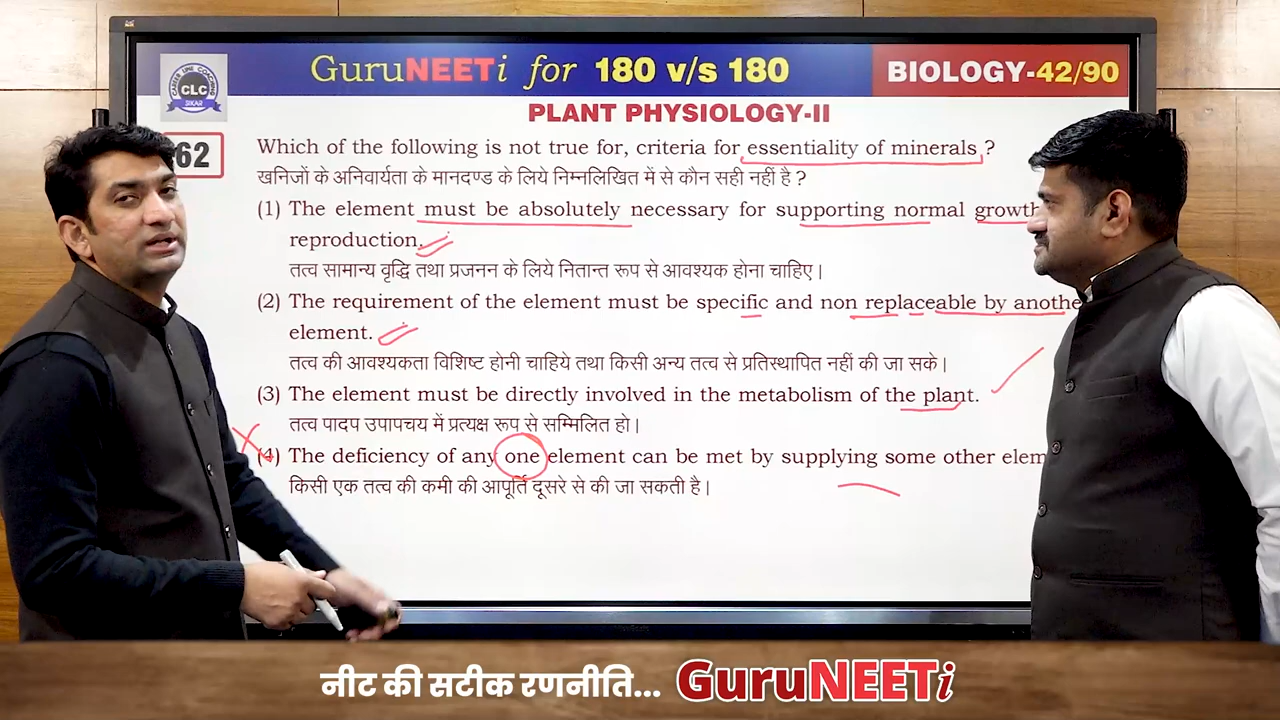 GuruNEETi for 180 v/s 180
BIOLOGY-42/90
CAREER LINE COACHING
CLC
SIKAR
PLANT PHYSIOLOGY-II
62
Which of the following is not true for, criteria for essentiality of minerals ?
खनिजों के अनिवार्यता के मानदण्ड के लिये निम्नलिखित में से कौन सही नहीं है ?
(1) The element must be absolutely necessary for supporting normal growth
reproduction.
तत्व सामान्य वृद्धि तथा प्रजनन के लिये नितान्त रूप से आवश्यक होना चाहिए।
(2) The requirement of the element must be specific and non replaceable by anothe
element.
तत्व की आवश्यकता विशिष्ट होनी चाहिये तथा किसी अन्य तत्व से प्रतिस्थापित नहीं की जा सके।
(3) The element must be directly involved in the metabolism of the plant.
तत्व पादप उपापचय में प्रत्यक्ष रूप से सम्मिलित हो।
(4) The deficiency of any one element can be met by supplying some other elem
किसी एक तत्व की कमी की आपूर्ति दूसरे से की जा सकती है।
नीट की सटीक रणनीति... GuruNEETi